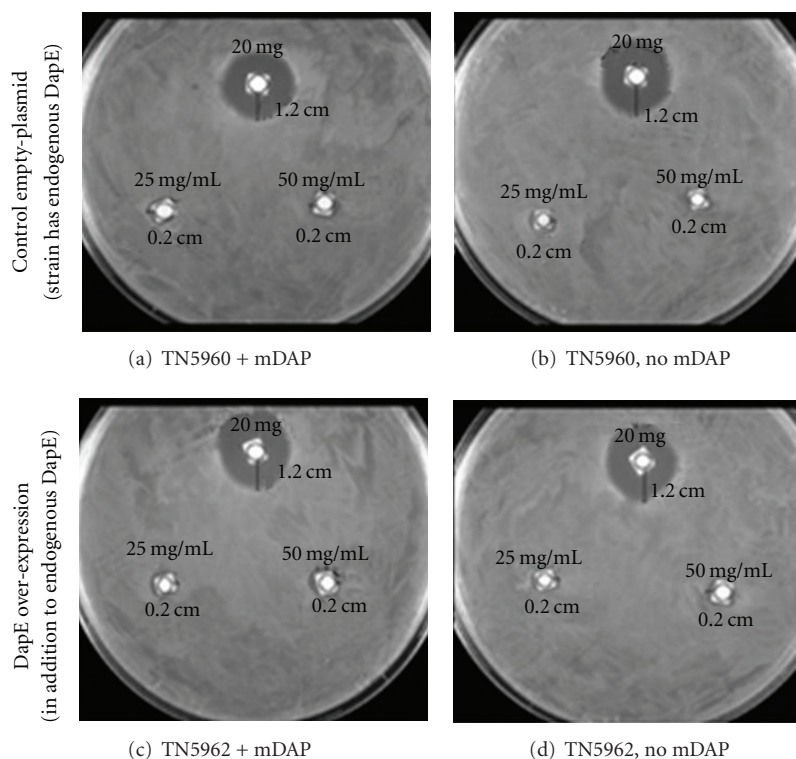 Control empty-plasmid
(strain has endogenous DapE)
20 mg
1.2 cm
25 mg/mL
50 mg/mL
0.2 cm
0.2 cm
(a) TN5960 + mDAP
20 mg
1.2 cm
25 mg/mL
50 mg/mL
0.2 cm
0.2 cm
(b) TN5960, no mDAP
DapE over-expression
(in addition to endogenous DapE)
20 mg
1.2 cm
25 mg/mL
50 mg/mL
0.2 cm
0.2 cm
(c) TN5962 + mDAP
20 mg
1.2 cm
25 mg/mL
50 mg/mL
0.2 cm
0.2 cm
(d) TN5962, no mDAP